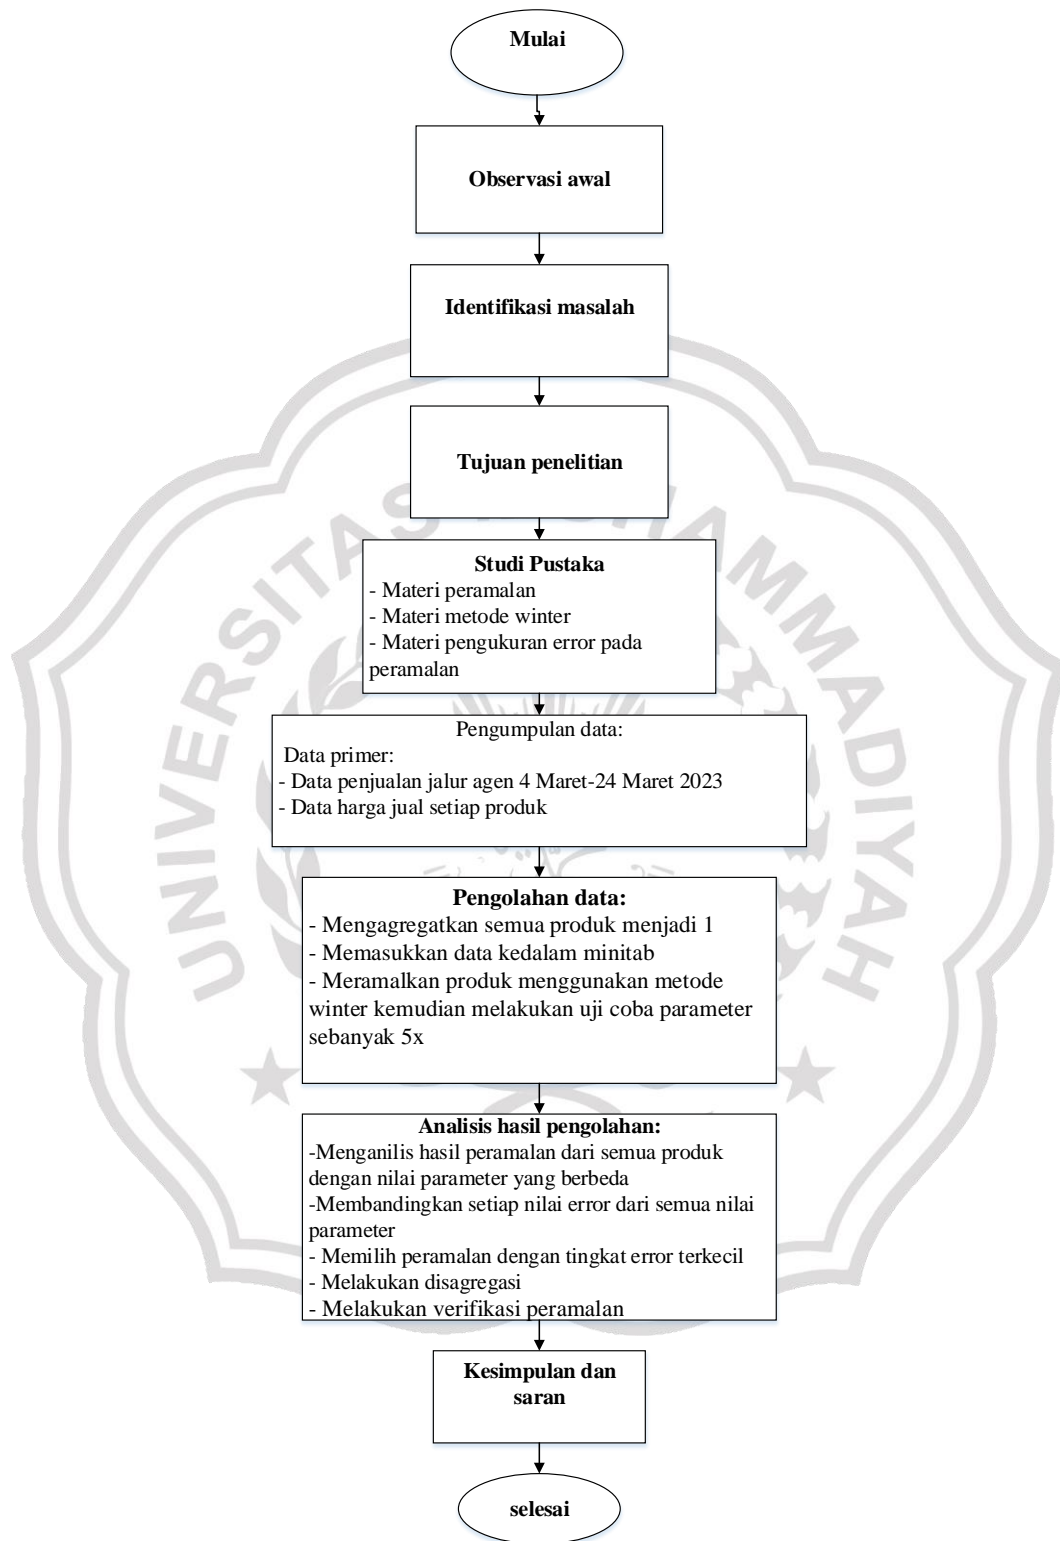 Mulai
Observasi awal
Identifikasi masalah
Tujuan penelitian
Studi Pustaka
- Materi peramalan
- Materi metode winter
- Materi pengukuran error pada
peramalan
Pengumpulan data:
Data primer:
- Data penjualan jalur agen 4 Maret-24 Maret 2023
- Data harga jual setiap produk
Pengolahan data:
- Mengagregatkan semua produk menjadi 1
- Memasukkan data kedalam minitab
- Meramalkan produk menggunakan metode
winter kemudian melakukan uji coba parameter
sebanyak 5x
Analisis hasil pengolahan:
-Menganilis hasil peramalan dari semua produk
dengan nilai parameter yang berbeda
-Membandingkan setiap nilai error dari semua nilai
parameter
- Memilih peramalan dengan tingkat error terkecil
- Melakukan disagregasi
- Melakukan verifikasi peramalan
Kesimpulan dan
saran
selesai
UNIVERSITAS